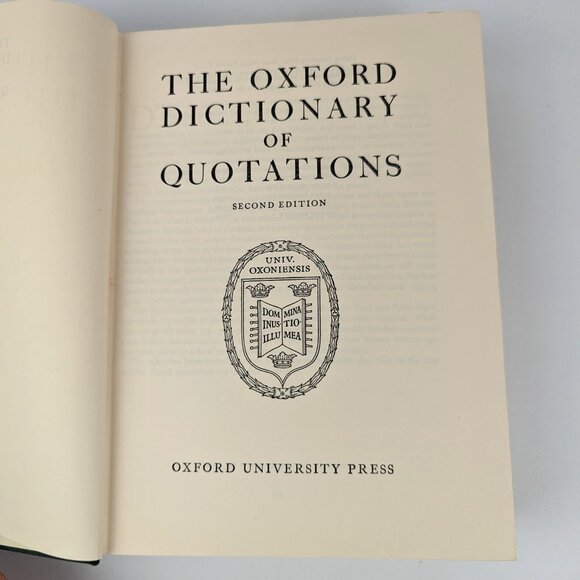 THE OXFORD
DICTIONARY
OF
QUOTATIONS
SECOND EDITION
UNIV.
OXONIENSIS
DOM MINA
INUS TIO-
ILLU MEA
OXFORD UNIVERSITY PRESS